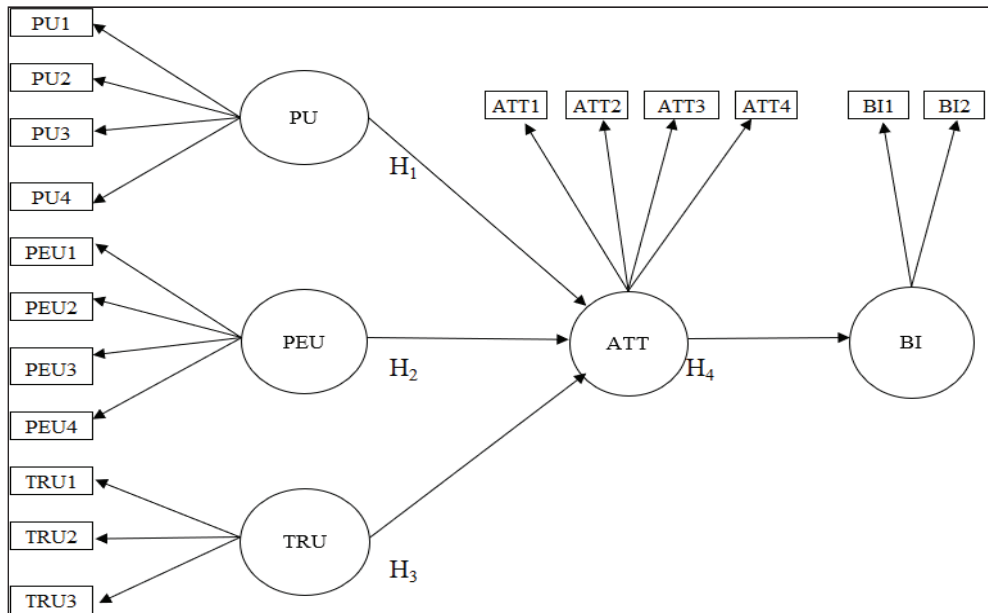 PU1
PU2
PU3
PU4
PU
H₁
ATT1
ATT2
ATT3
ATT4
BI1
BI2
PEU1
PEU2
PEU3
PEU4
PEU
H₂
ATT
H₄
BI
TRU1
TRU2
TRU3
TRU
H₃